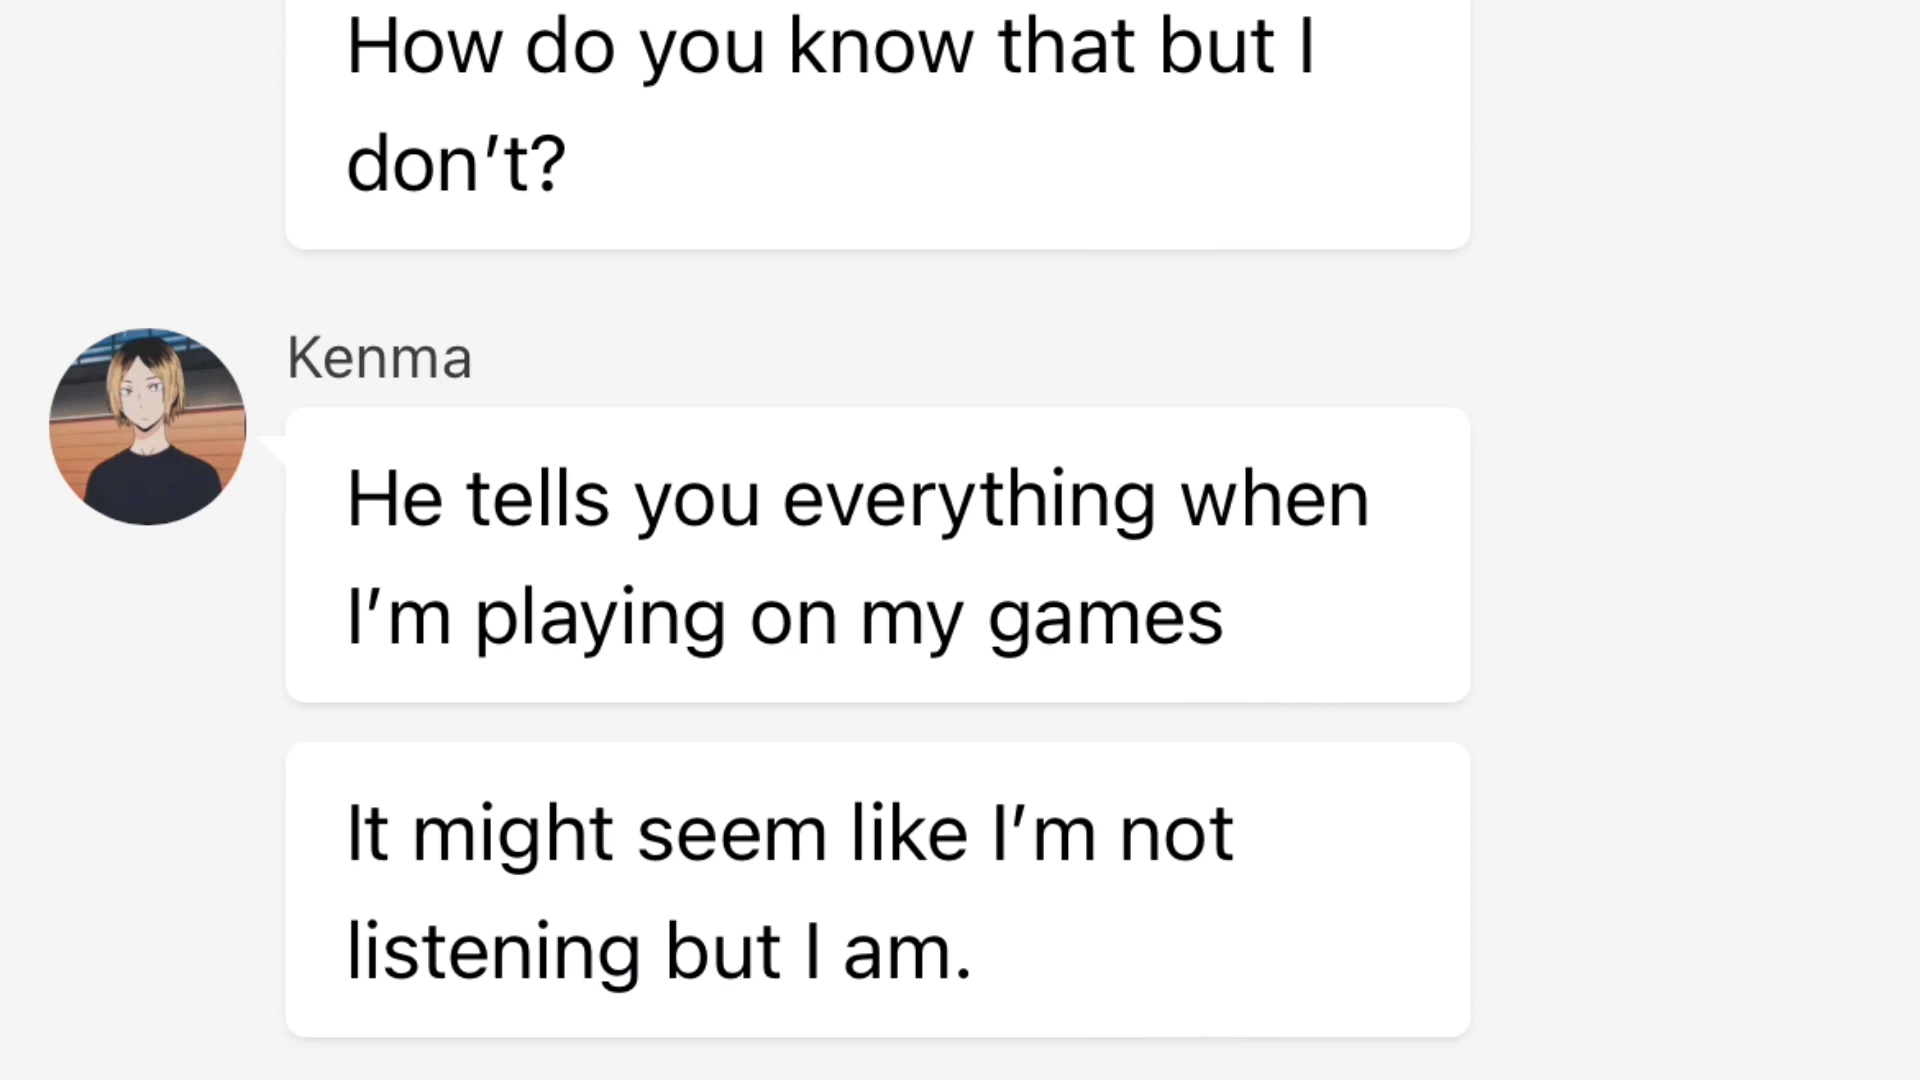 How do you know that but I
don’t?
Kenma
He tells you everything when
I’m playing on my games
It might seem like I’m not
listening but I am.